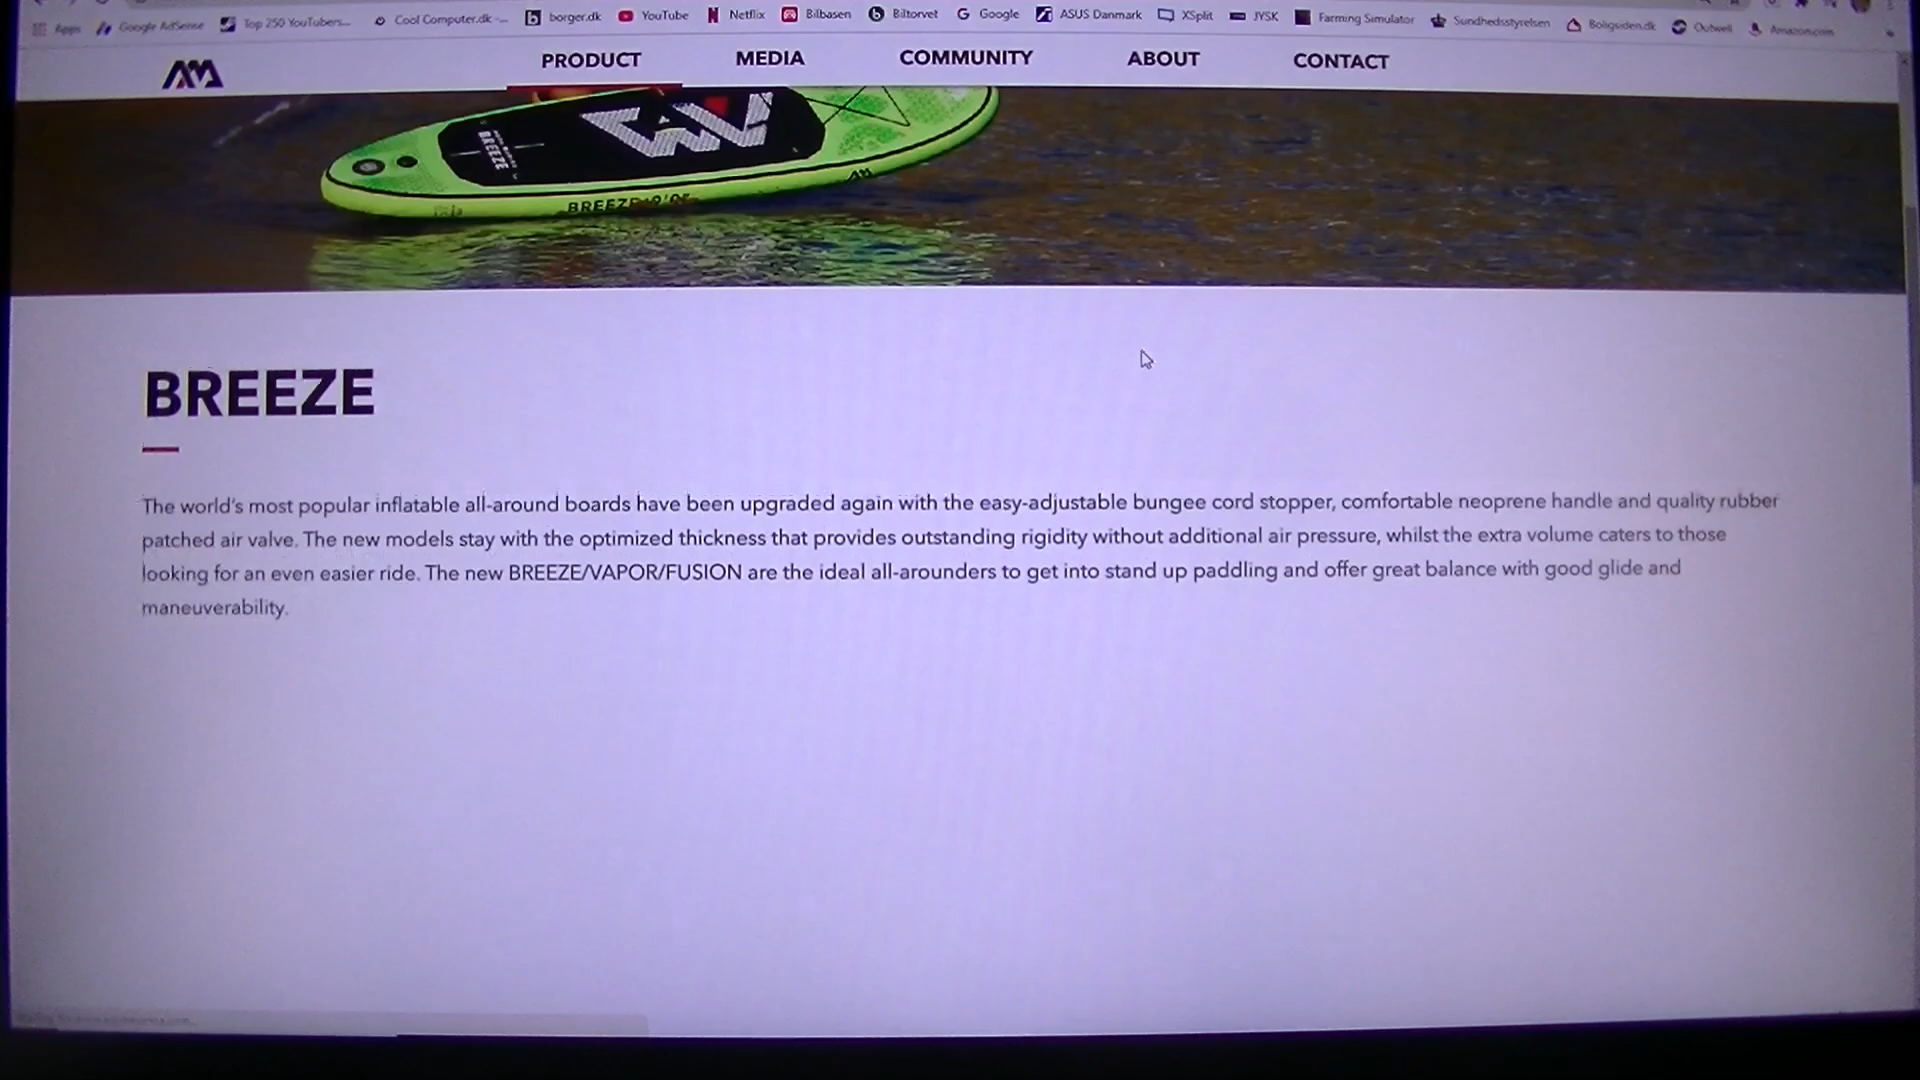 Apps Google AdSense Top 250 YouTubers... Cool Computer.dk -... borger.dk YouTube Netflix Bilbasen Biltorvet Google ASUS Danmark XSplit JYSK Farming Simulator Sundhedsstyrelsen Boligsiden.dk Outwell Amazon.com
PRODUCT MEDIA COMMUNITY ABOUT CONTACT
BREEZE
BREEZE 9'0"
BREEZE
The world's most popular inflatable all-around boards have been upgraded again with the easy-adjustable bungee cord stopper, comfortable neoprene handle and quality rubber
patched air valve. The new models stay with the optimized thickness that provides outstanding rigidity without additional air pressure, whilst the extra volume caters to those
looking for an even easier ride. The new BREEZE/VAPOR/FUSION are the ideal all-arounders to get into stand up paddling and offer great balance with good glide and
maneuverability.